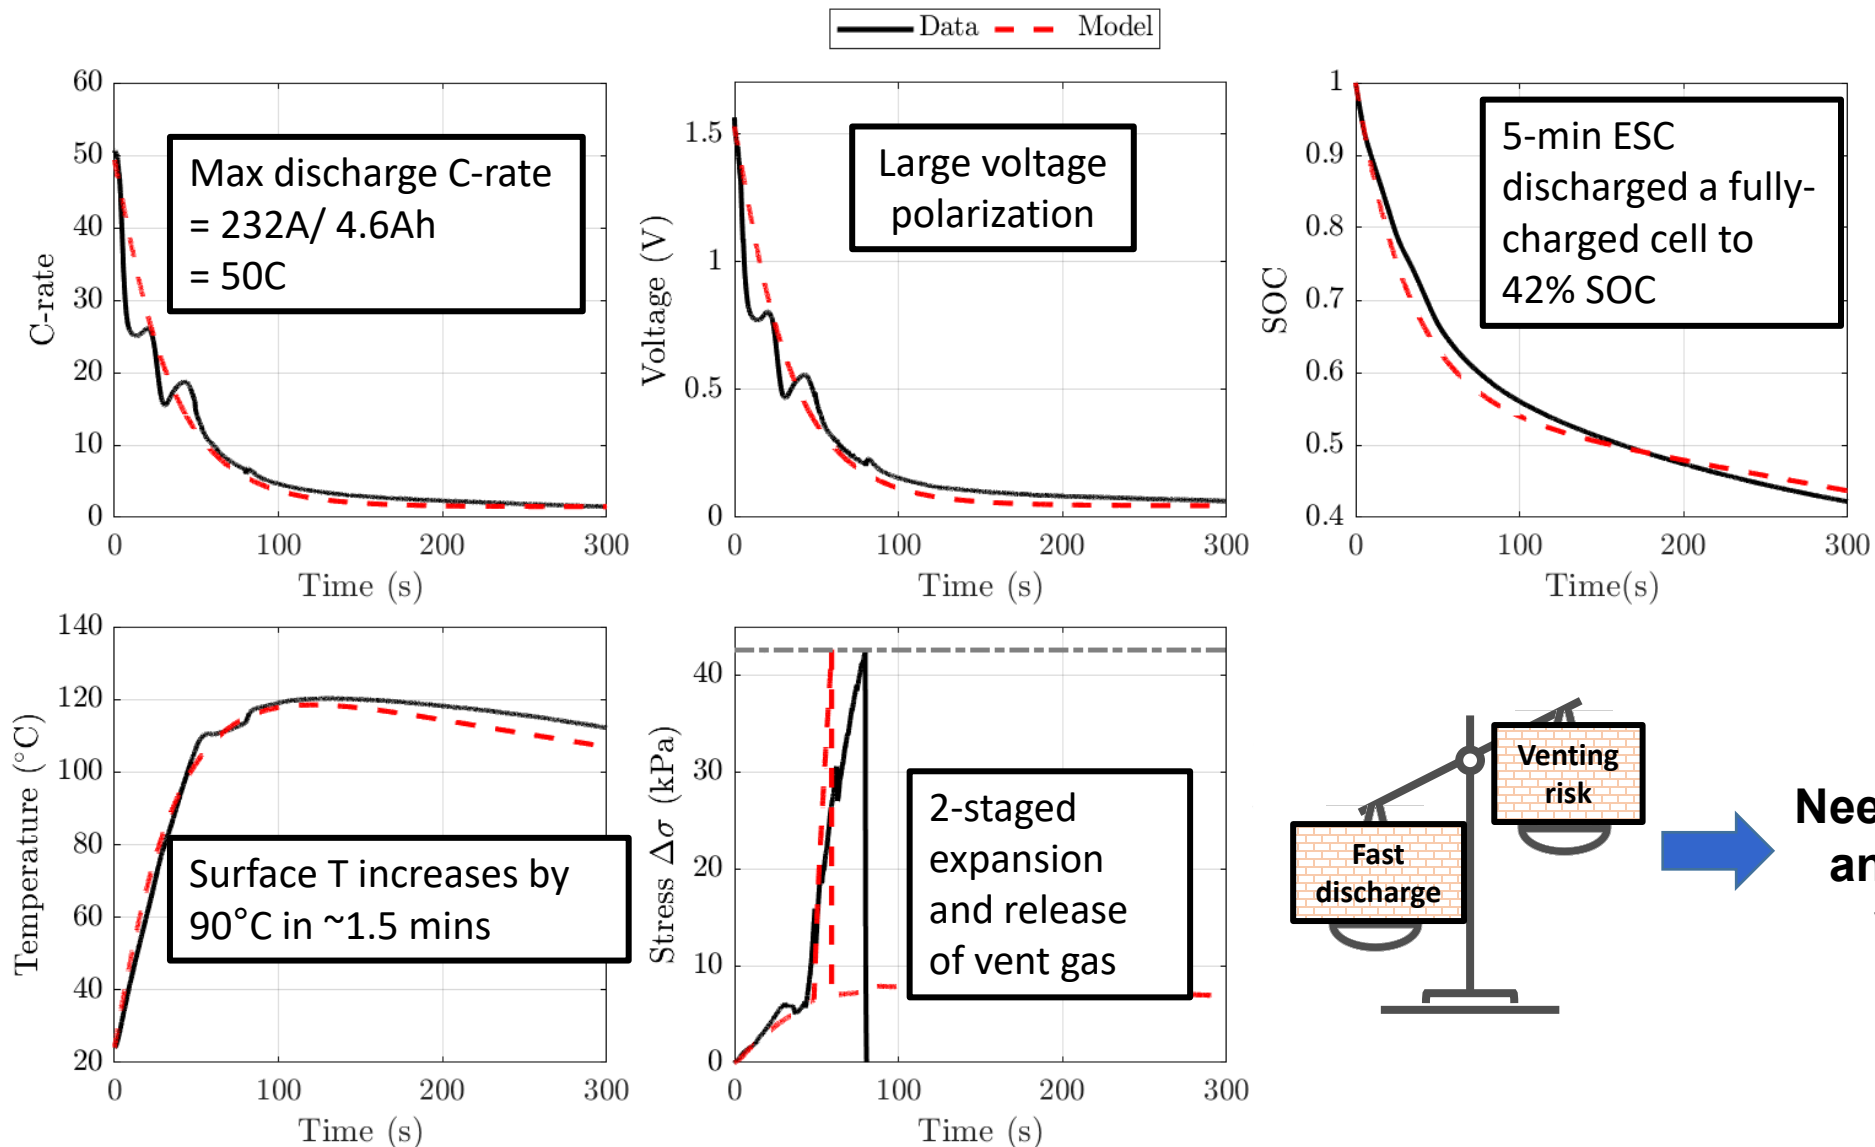 Data
Model
60
50
40
30
20
10
0
0
100
200
300
C-rate
Time (s)
Max discharge C-rate
= 232A/ 4.6Ah
= 50C
1.5
1
0.5
0
0
100
200
300
Voltage (V)
Time (s)
Large voltage
polarization
1
0.9
0.8
0.7
0.6
0.5
0.4
0
100
200
300
SOC
Time(s)
5-min ESC
discharged a fully-
charged cell to
42% SOC
140
120
100
80
60
40
20
0
100
200
300
Temperature (°C)
Time (s)
Surface T increases by
90°C in ~1.5 mins
40
30
20
10
0
0
100
200
300
Stress Δσ (kPa)
Time (s)
2-staged
expansion
and release
of vent gas
Venting
risk
Fast
discharge